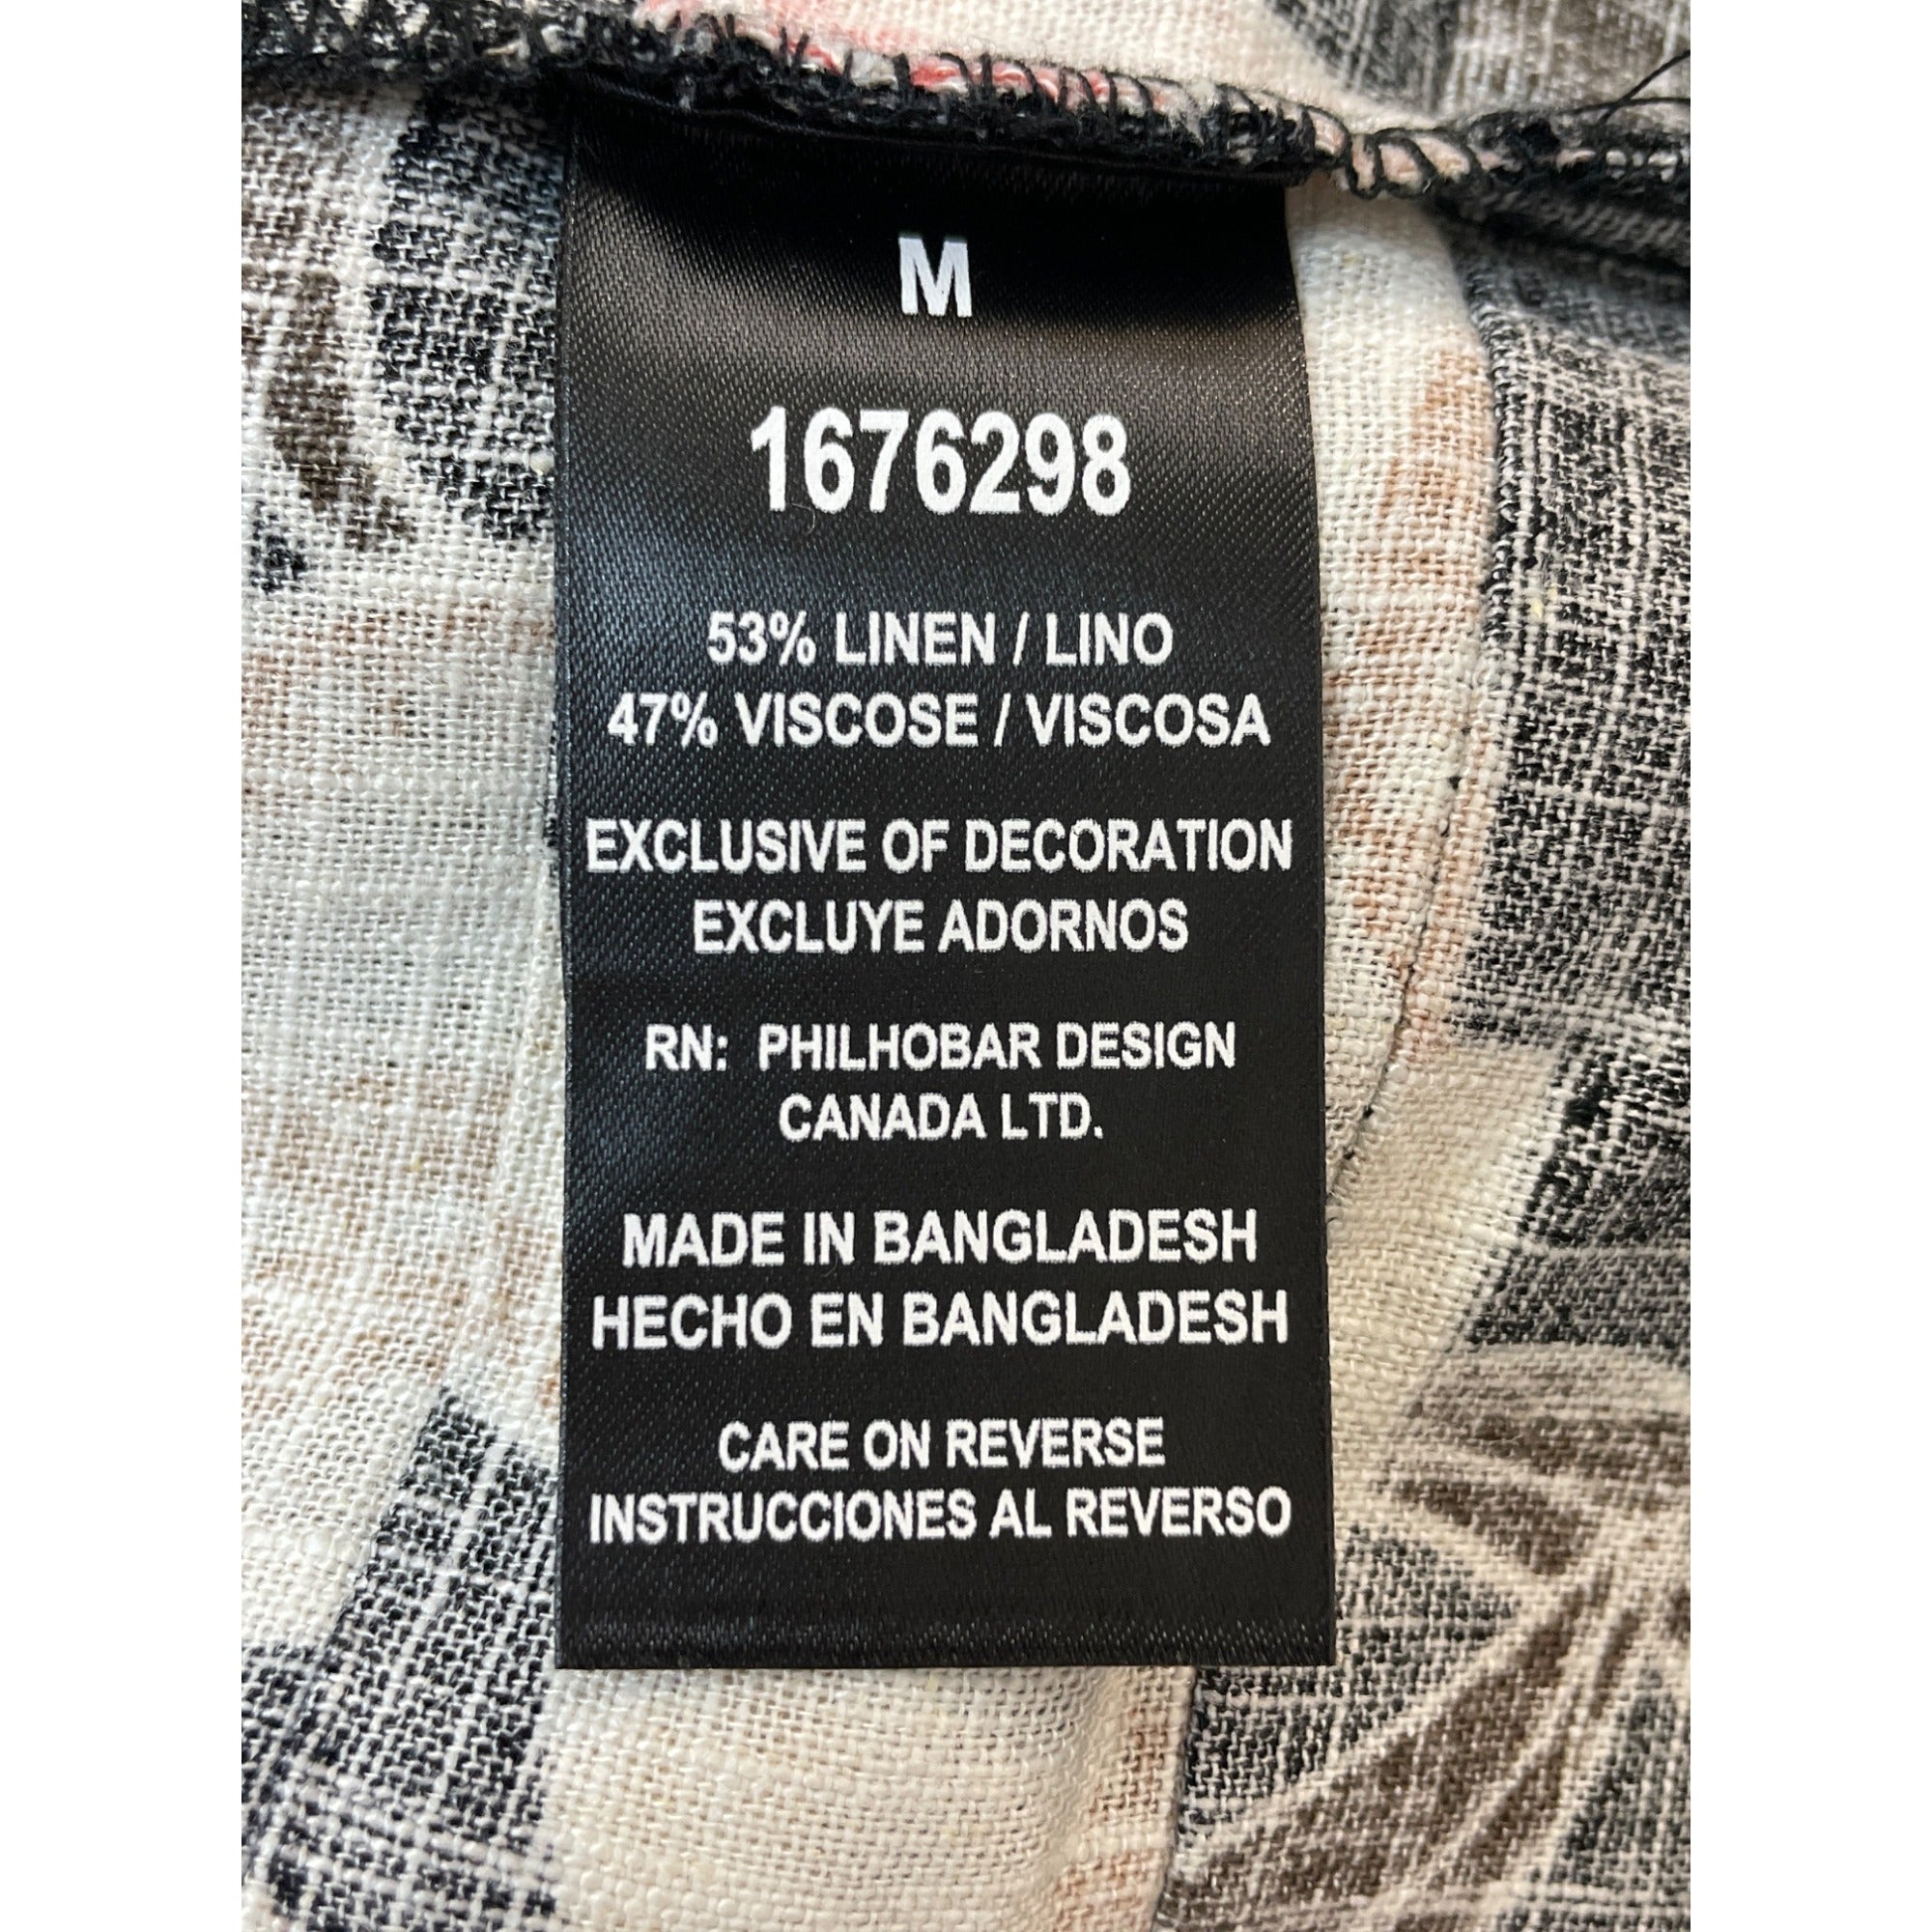 M
1676298
53% LINEN / LINO
47% VISCOSE / VISCOSA
EXCLUSIVE OF DECORATION
EXCLUYE ADORNOS
RN: PHILHOBAR DESIGN
CANADA LTD.
MADE IN BANGLADESH
HECHO EN BANGLADESH
CARE ON REVERSE
INSTRUCCIONES AL REVERSO